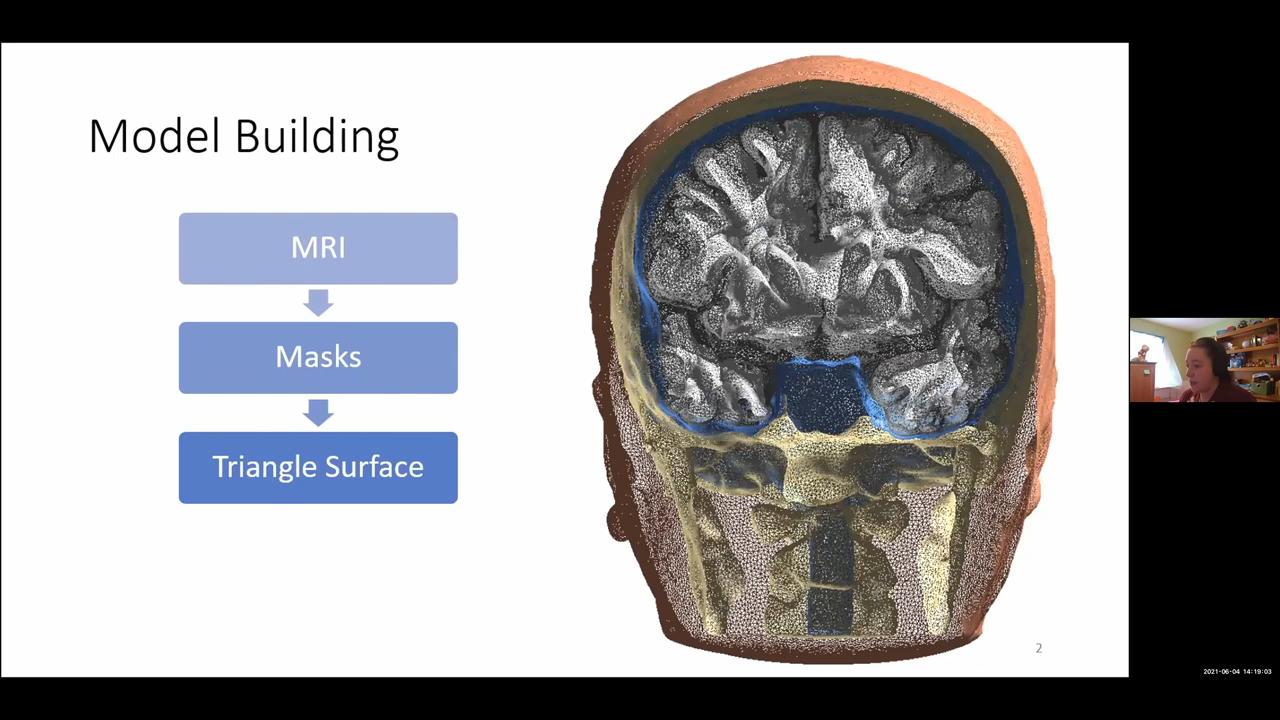 Model Building
MRI
Masks
Triangle Surface
2
2021-06-04 14:19:03